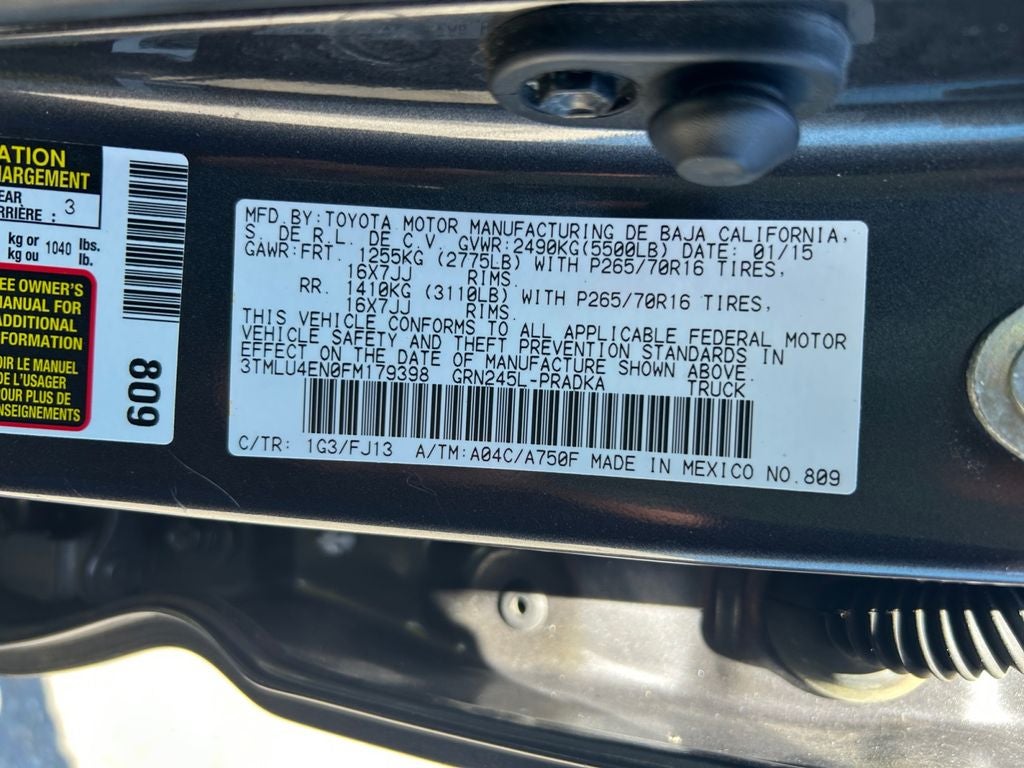 ATION
HARGEMENT
EAR
RRIÈRE : 3
kg or 1040 lbs.
kg ou lb.
EE OWNER'S
MANUAL FOR
ADDITIONAL
FORMATION
OIR LE MANUEL
DE L'USAGER
POUR PLUS DE
NSEIGNEMENTS
809
MFD.BY:TOYOTA MOTOR MANUFACTURING DE BAJA CALIFORNIA,
S. DE R.L. DE C.V. GVWR:2490KG(5500LB) DATE: 01/15
GAWR:FRT. 1255KG (2775LB) WITH P265/70R16 TIRES,
16X7JJ RIMS.
RR. 1410KG (3110LB) WITH P265/70R16 TIRES,
16X7JJ RIMS.
THIS VEHICLE CONFORMS TO ALL APPLICABLE FEDERAL MOTOR
VEHICLE SAFETY AND THEFT PREVENTION STANDARDS IN
EFFECT ON THE DATE OF MANUFACTURE SHOWN ABOVE.
3TMLU4EN0FM179398 GRN245L-PRADKA TRUCK
C/TR: 1G3/FJ13 A/TM:A04C/A750F MADE IN MEXICO NO.809